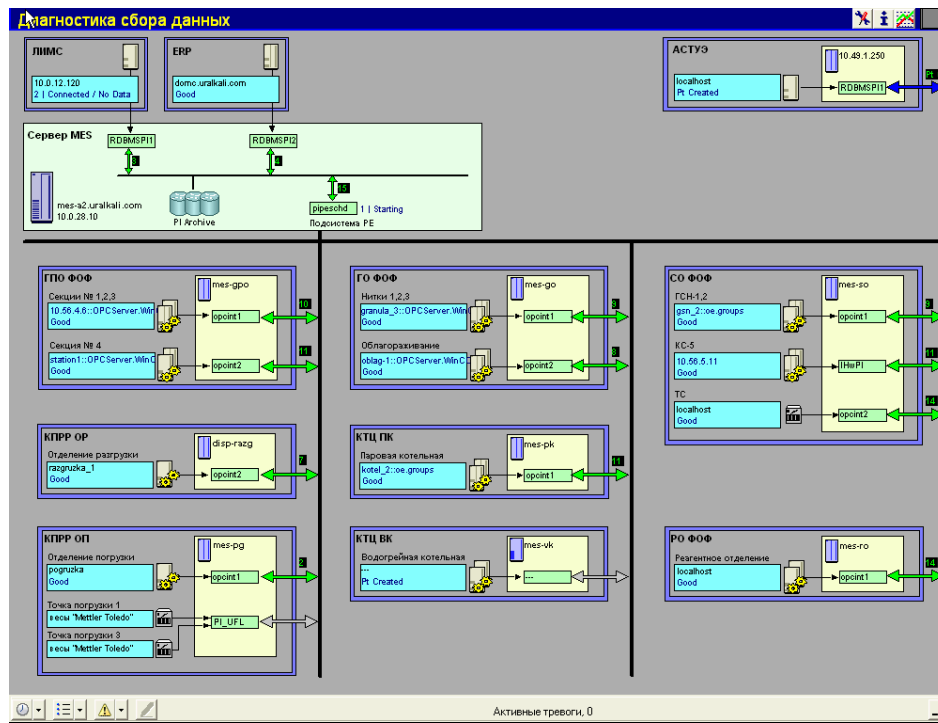 Диагностика сбора данных
ЛИМС
10.0.12.120
2 | Connected / No Data
ERP
domc.uralkali.com
Good
АСТУЭ
localhost
Pt Created
10.49.1.250
RDBMSPI1
Pt
Сервер MES
RDBMSPI1
RDBMSPI2
3
4
mes-a2.uralkali.com
10.0.28.10
PI Archive
15
pipeschd
1 | Starting
Подсистема PE
ГПО ФОФ
Секции № 1,2,3
10.56.4.6::OPCServer.Win
Good
Секция № 4
station1::OPCServer.WinC
Good
mes-gpo
opcint1
opcint2
10
11
ГО ФОФ
Нитки 1,2,3
granula_3::OPCServer.Win
Good
Облагораживание
oblag-1::OPCServer.WinC
Good
mes-go
opcint1
opcint2
СО ФОФ
ГСН-1,2
gsn_2::oe.groups
Good
КС-5
10.56.5.11
Good
ТС
localhost
Good
mes-so
opcint1
IHuPI
opcint2
9
11
14
КПРР ОР
Отделение разгрузки
razgruzka_1
Good
disp-razg
opcint2
7
КТЦ ПК
Паровая котельная
kotel_2::oe.groups
Good
mes-pk
opcint1
11
КПРР ОП
Отделение погрузки
pogruzka
Good
Точка погрузки 1
весы "Mettler Toledo"
Точка погрузки 3
весы "Mettler Toledo"
mes-pg
opcint1
PI_UFL
2
КТЦ ВК
Водогрейная котельная
---
Pt Created
mes-vk
---
РО ФОФ
Реагентное отделение
localhost
Good
mes-ro
opcint1
14
Активные тревоги, 0